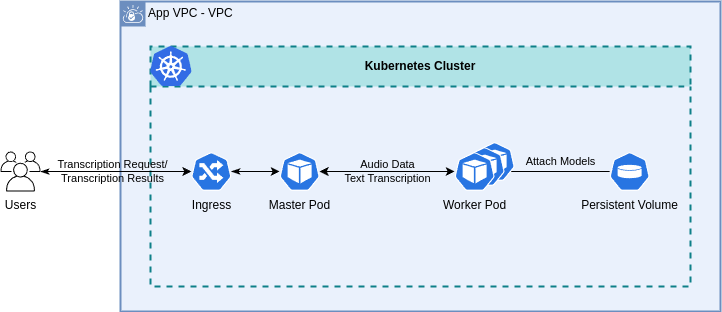 App VPC - VPC
Kubernetes Cluster
Transcription Request/
Transcription Results
Audio Data
Text Transcription
Attach Models
Users
Ingress
Master Pod
Worker Pod
Persistent Volume